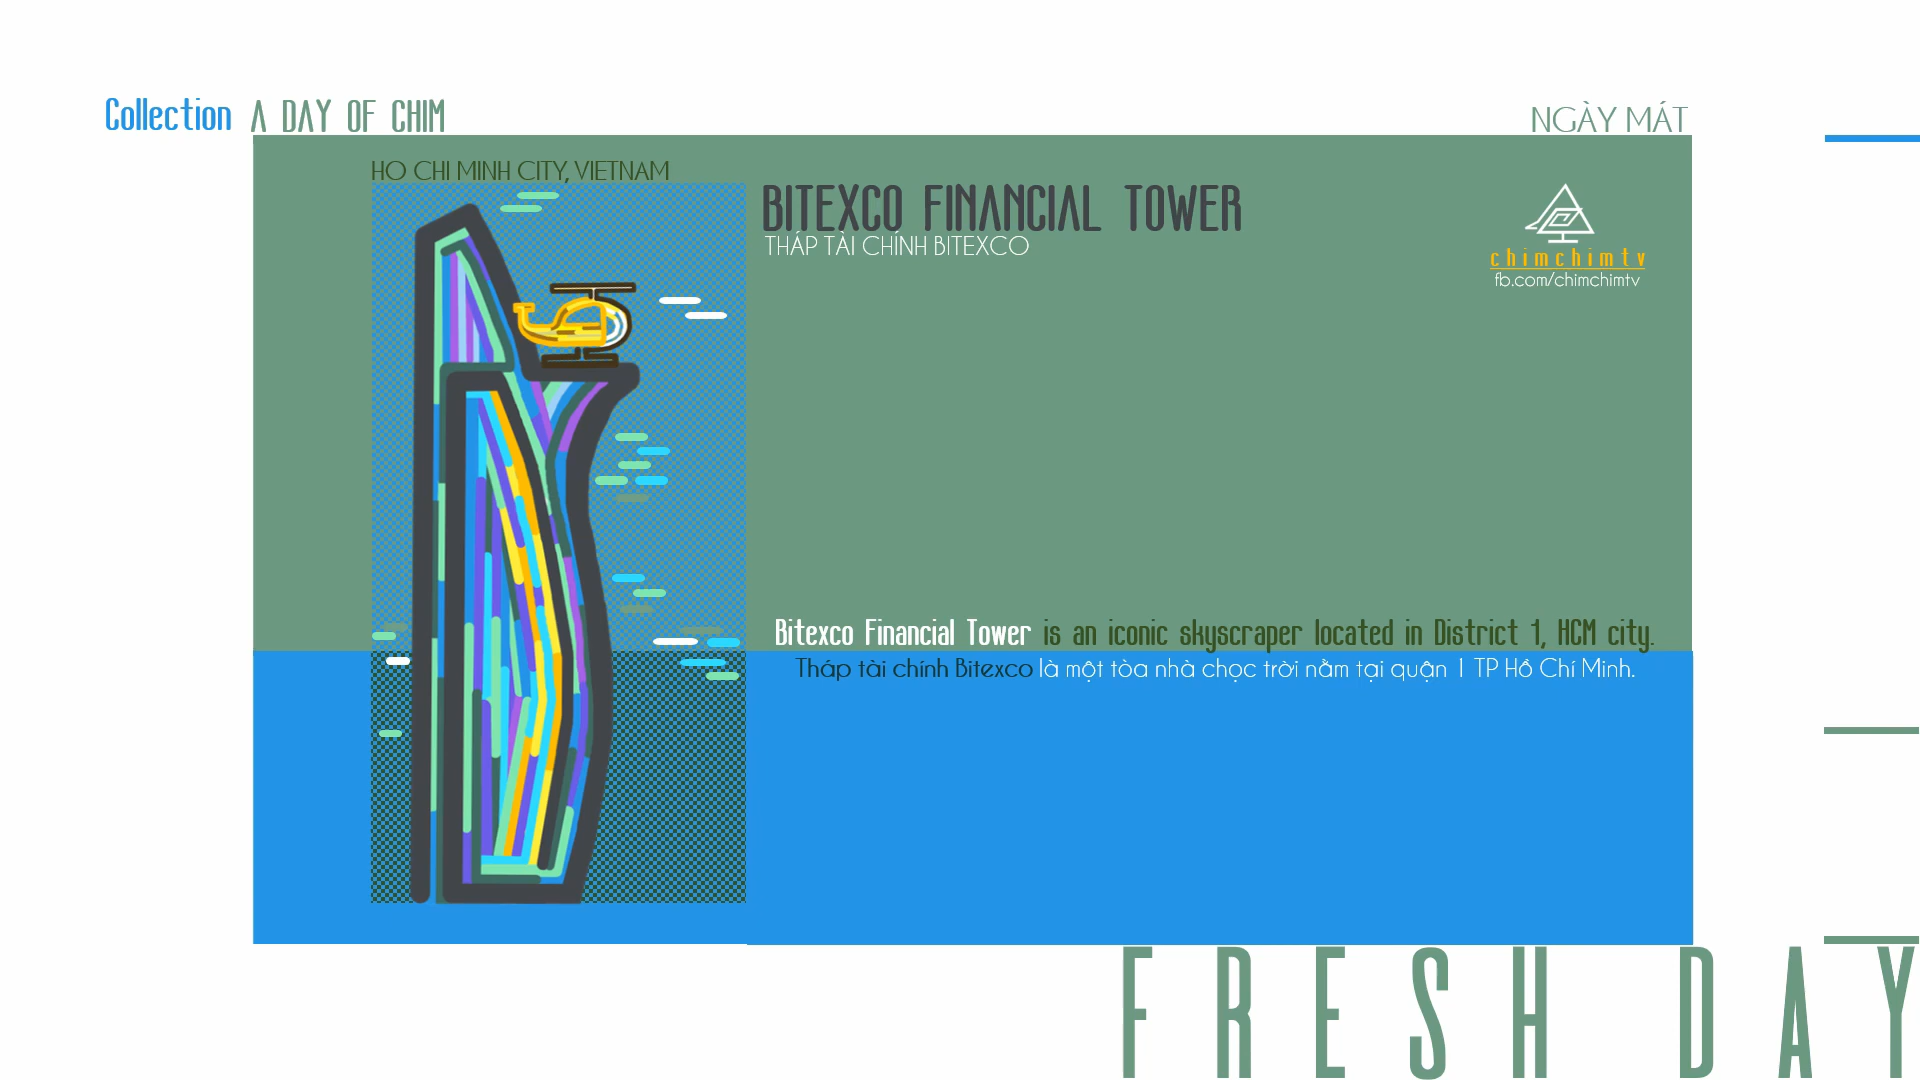 Collection A DAY OF CHIM
NGÀY MÁT
HO CHI MINH CITY, VIETNAM
BITEXCO FINANCIAL TOWER
THÁP TÀI CHÍNH BITEXCO
chimchimtv
fb.com/chimchimtv
Bitexco Financial Tower is an iconic skyscraper located in District 1, HCM city.
Tháp tài chính Bitexco là một tòa nhà chọc trời nằm tại quận 1 TP Hồ Chí Minh.
FRESH DAY